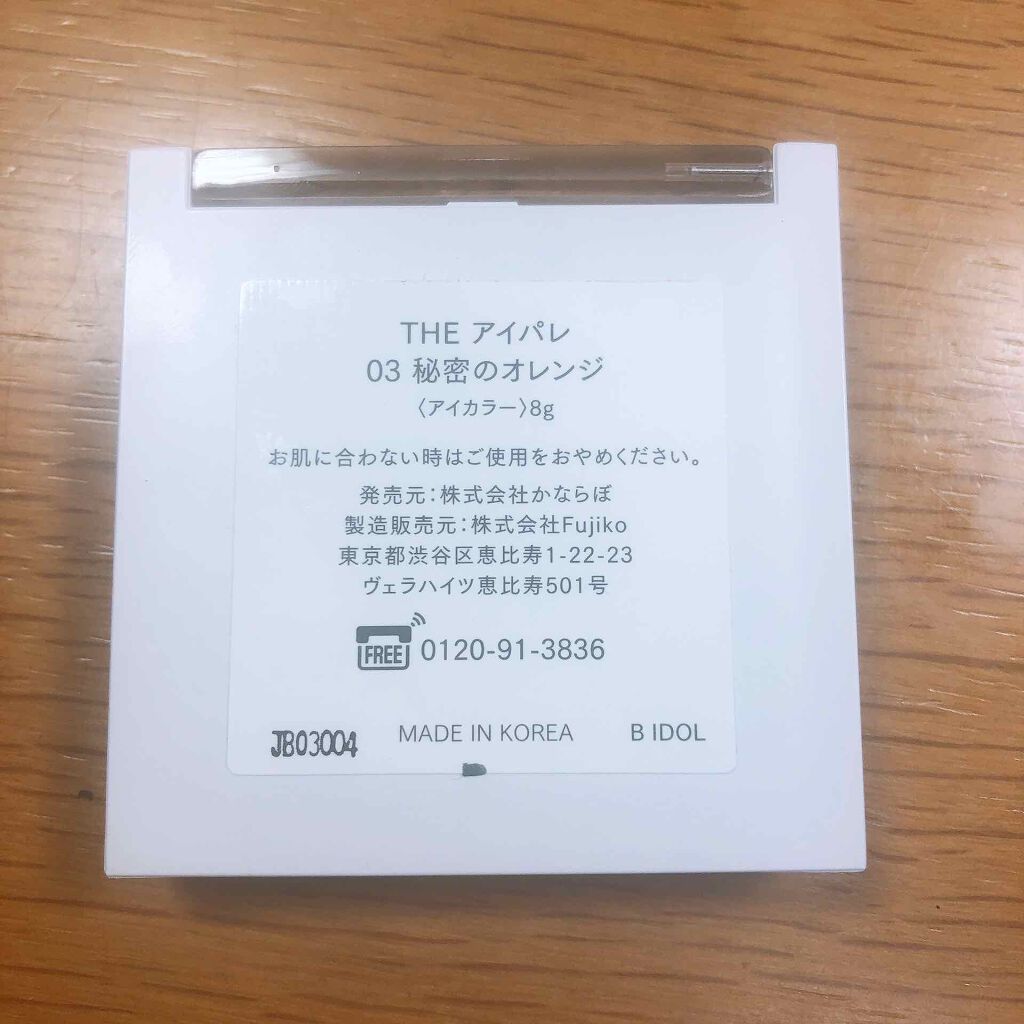 THE アイパレ
03 秘密のオレンジ
〈アイカラー〉8g
お肌に合わない時はご使用をおやめください。
発売元:株式会社かならぼ
製造販売元:株式会社Fujiko
東京都渋谷区恵比寿1-22-23
ヴェラハイツ恵比寿501号
FREE 0120-91-3836
JB03004 MADE IN KOREA B IDOL